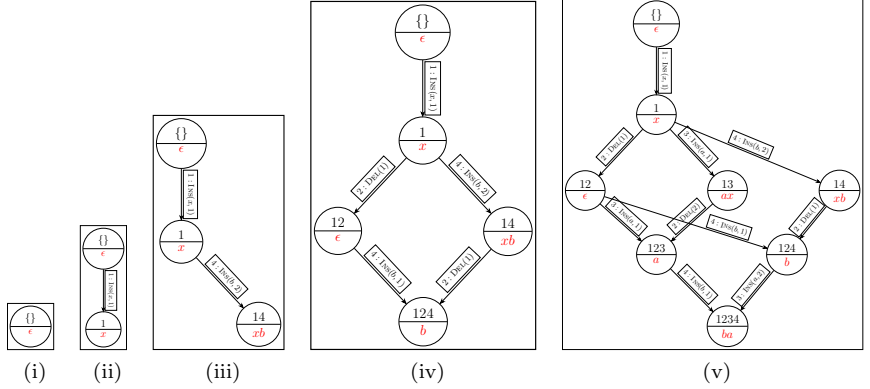 {}
ϵ
(i)
{}
ϵ
1 : Ins(x, 1)
1
x
(ii)
{}
ϵ
1 : Ins(x, 1)
1
x
4 : Ins(b, 2)
14
xb
(iii)
{}
ϵ
1 : Ins(x, 1)
1
x
2 : Del(1)
4 : Ins(b, 2)
12
ϵ
14
xb
4 : Ins(b, 1)
2 : Del(1)
124
b
(iv)
{}
ϵ
1 : Ins(x, 1)
1
x
2 : Del(1)
3 : Ins(a, 1)
4 : Ins(b, 2)
12
ϵ
13
ax
14
xb
3 : Ins(a, 1)
2 : Del(2)
4 : Ins(b, 1)
2 : Del(1)
123
a
124
b
4 : Ins(b, 1)
3 : Ins(a, 2)
1234
ba
(v)